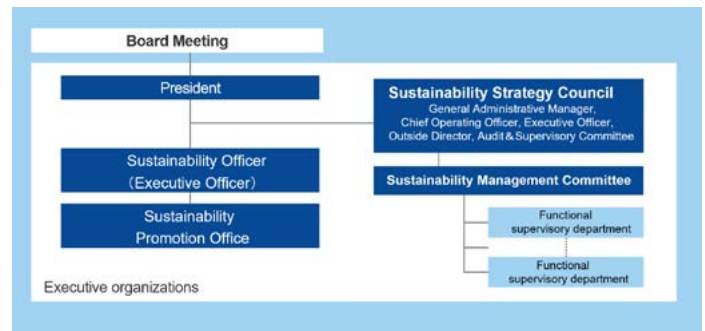 Board Meeting
President
Sustainability Strategy Council
General Administrative Manager,
Chief Operating Officer, Executive Officer,
Outside Director, Audit & Supervisory Committee
Sustainability Officer
(Executive Officer)
Sustainability Management Committee
Sustainability
Promotion Office
Functional
supervisory department
Functional
supervisory department
Executive organizations